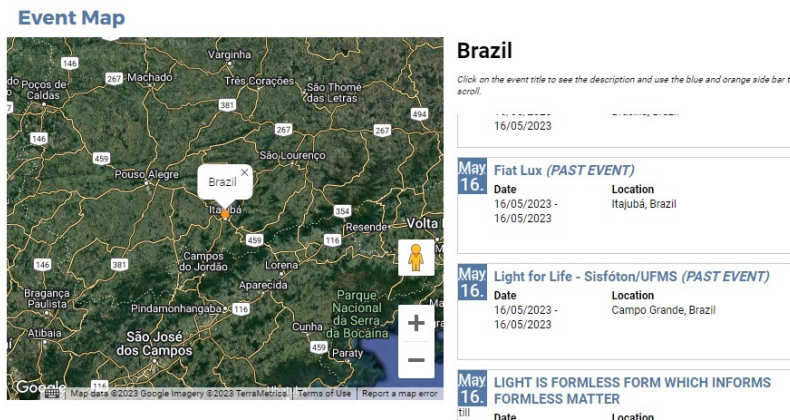 Event Map
Varginha
146
267
Machado
Três Corações
São Thomé
das Letras
do Poços de
Caldas
381
494
7
146
267
267
459
São Lourenço
Pouso Alegre
Brazil
Itajubá
354
Resende
Volta
459
116
Campos
do Jordão
146
381
Lorena
Aparecida
Bragança
Paulista
Parque
Nacional
da Serra
da Bocaina
Pindamonhangaba
116
Atibaia
São José
dos Campos
Cunha
459
Paraty
Google
116
Map data ©2023 Google Imagery ©2023 TerraMetrics
Terms of Use
Report a map error
Brazil
Click on the event title to see the description and use the blue and orange side bar t
scroll.
16/05/2023
May
16.
Fiat Lux (PAST EVENT)
Date
Location
16/05/2023 -
Itajubá, Brazil
16/05/2023
May
16.
Light for Life - Sisfóton/UFMS (PAST EVENT)
Date
Location
16/05/2023 -
Campo Grande, Brazil
16/05/2023
May
16.
till
LIGHT IS FORMLESS FORM WHICH INFORMS
FORMLESS MATTER
Date
Location